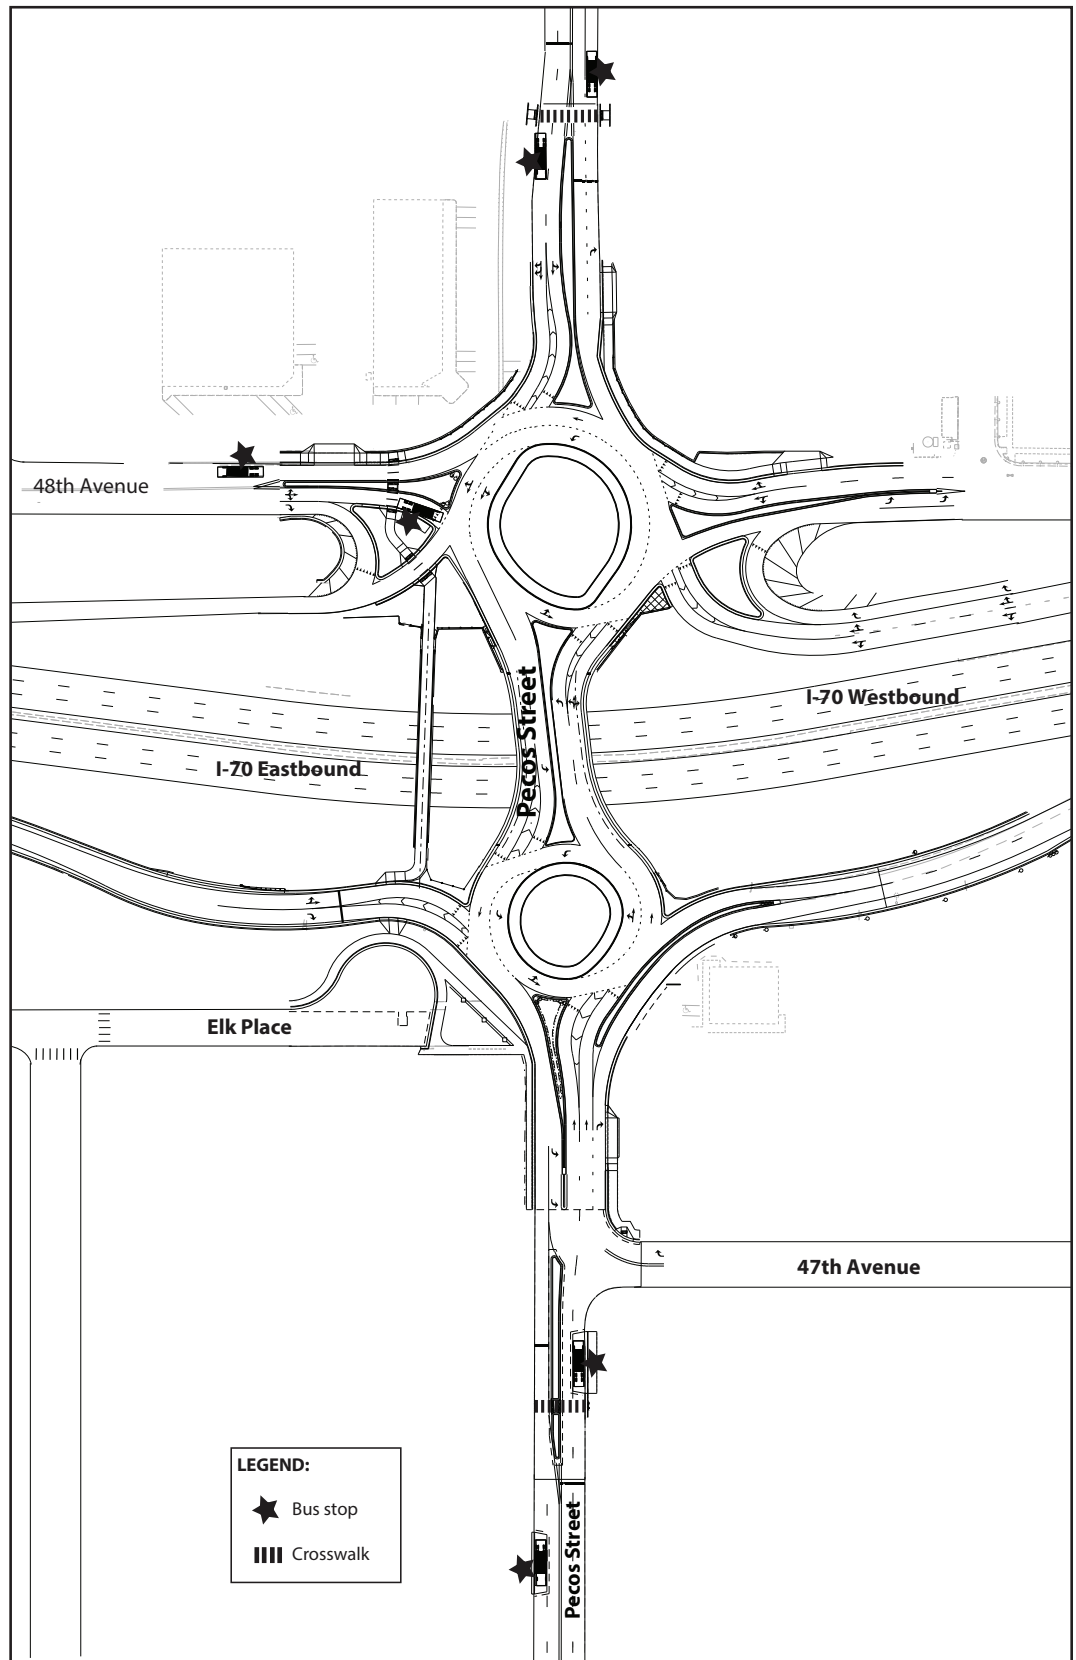 48th Avenue
Pecos Street
I-70 Westbound
I-70 Eastbound
Elk Place
47th Avenue
LEGEND:
Bus stop
Crosswalk
Pecos Street